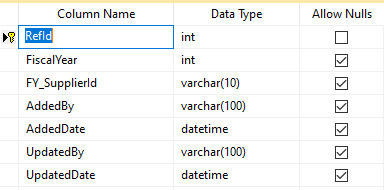 Column Name Data Type Allow Nulls
RefId int
FiscalYear int
FY_SupplierId varchar(10)
AddedBy varchar(100)
AddedDate datetime
UpdatedBy varchar(100)
UpdatedDate datetime